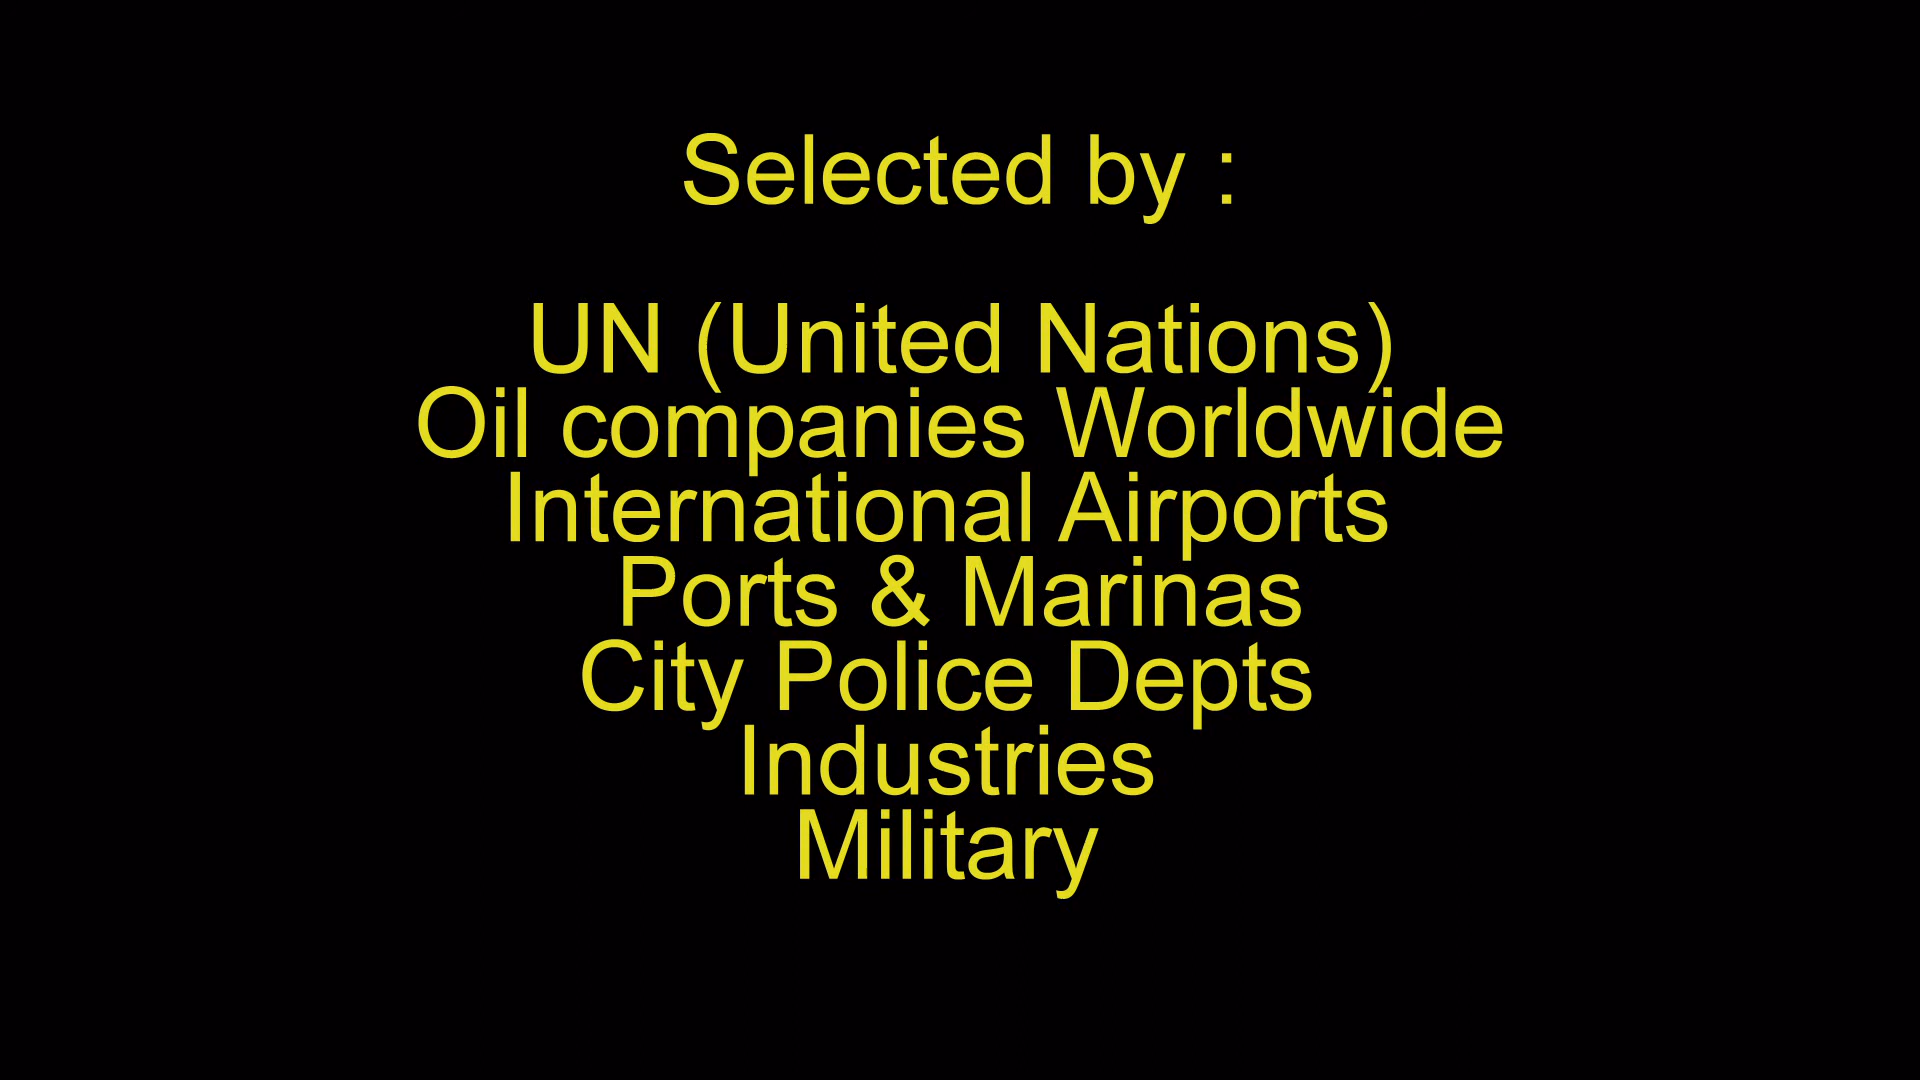 Selected by :
UN (United Nations)
Oil companies Worldwide
International Airports
Ports & Marinas
City Police Depts
Industries
Military